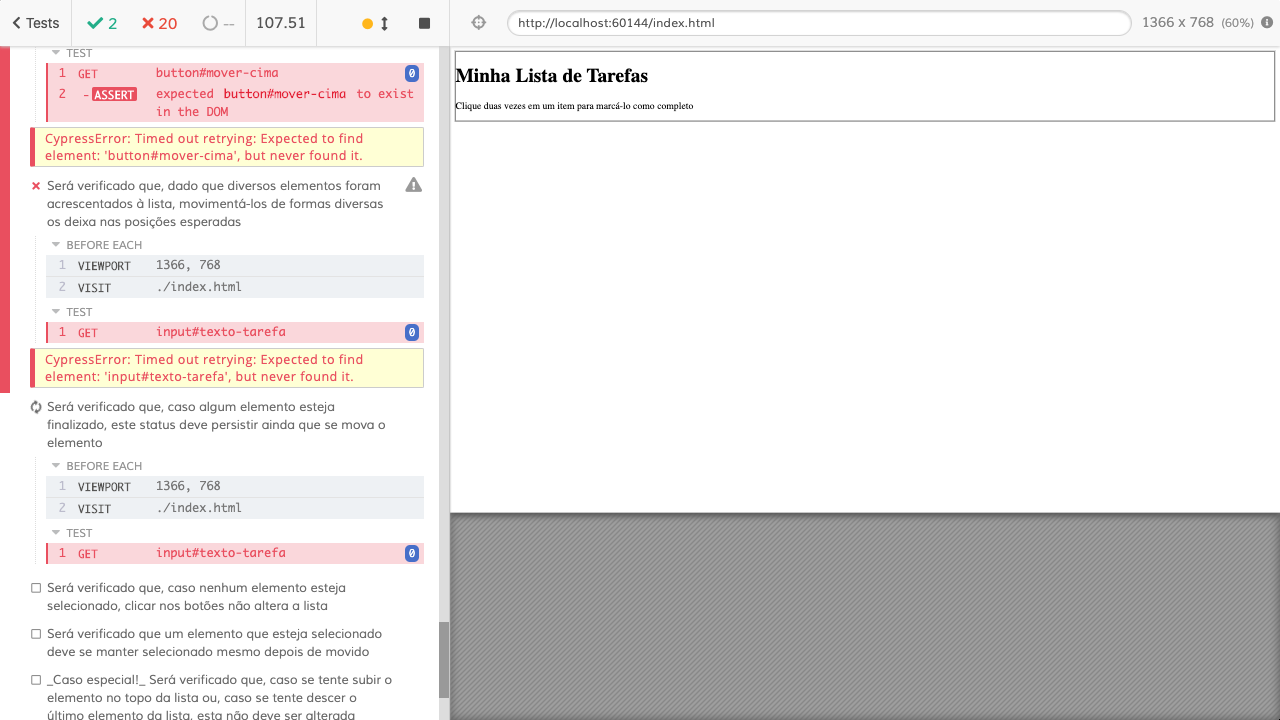 Tests 2 20 -- 107.51 http://localhost:60144/index.html 1366 x 768 (60%)
TEST
1 GET button#mover-cima 0
2 -ASSERT expected button#mover-cima to exist
in the DOM
CypressError: Timed out retrying: Expected to find
element: 'button#mover-cima', but never found it.
Será verificado que, dado que diversos elementos foram
acrescentados à lista, movimentá-los de formas diversas
os deixa nas posições esperadas
BEFORE EACH
1 VIEWPORT 1366, 768
2 VISIT ./index.html
TEST
1 GET input#texto-tarefa 0
CypressError: Timed out retrying: Expected to find
element: 'input#texto-tarefa', but never found it.
Será verificado que, caso algum elemento esteja
finalizado, este status deve persistir ainda que se mova o
elemento
BEFORE EACH
1 VIEWPORT 1366, 768
2 VISIT ./index.html
TEST
1 GET input#texto-tarefa 0
Será verificado que, caso nenhum elemento esteja
selecionado, clicar nos botões não altera a lista
Será verificado que um elemento que esteja selecionado
deve se manter selecionado mesmo depois de movido
_Caso especial!_ Será verificado que, caso se tente subir o
elemento no topo da lista ou, caso se tente descer o
último elemento da lista, esta não deve ser alterada
Minha Lista de Tarefas
Clique duas vezes em um item para marcá-lo como completo